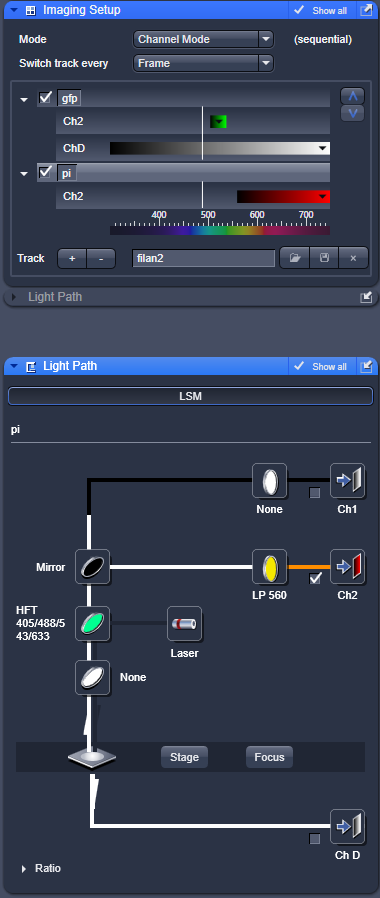 Imaging Setup
Show all
Mode
Channel Mode
(sequential)
Switch track every
Frame
gfp
Ch2
ChD
pi
Ch2
400 500 600 700
Track
+
-
filan2
×
Light Path
Light Path
Show all
LSM
pi
None
Ch1
Mirror
LP 560
Ch2
HFT
405/488/5
43/633
Laser
None
Stage
Focus
Ch D
Ratio